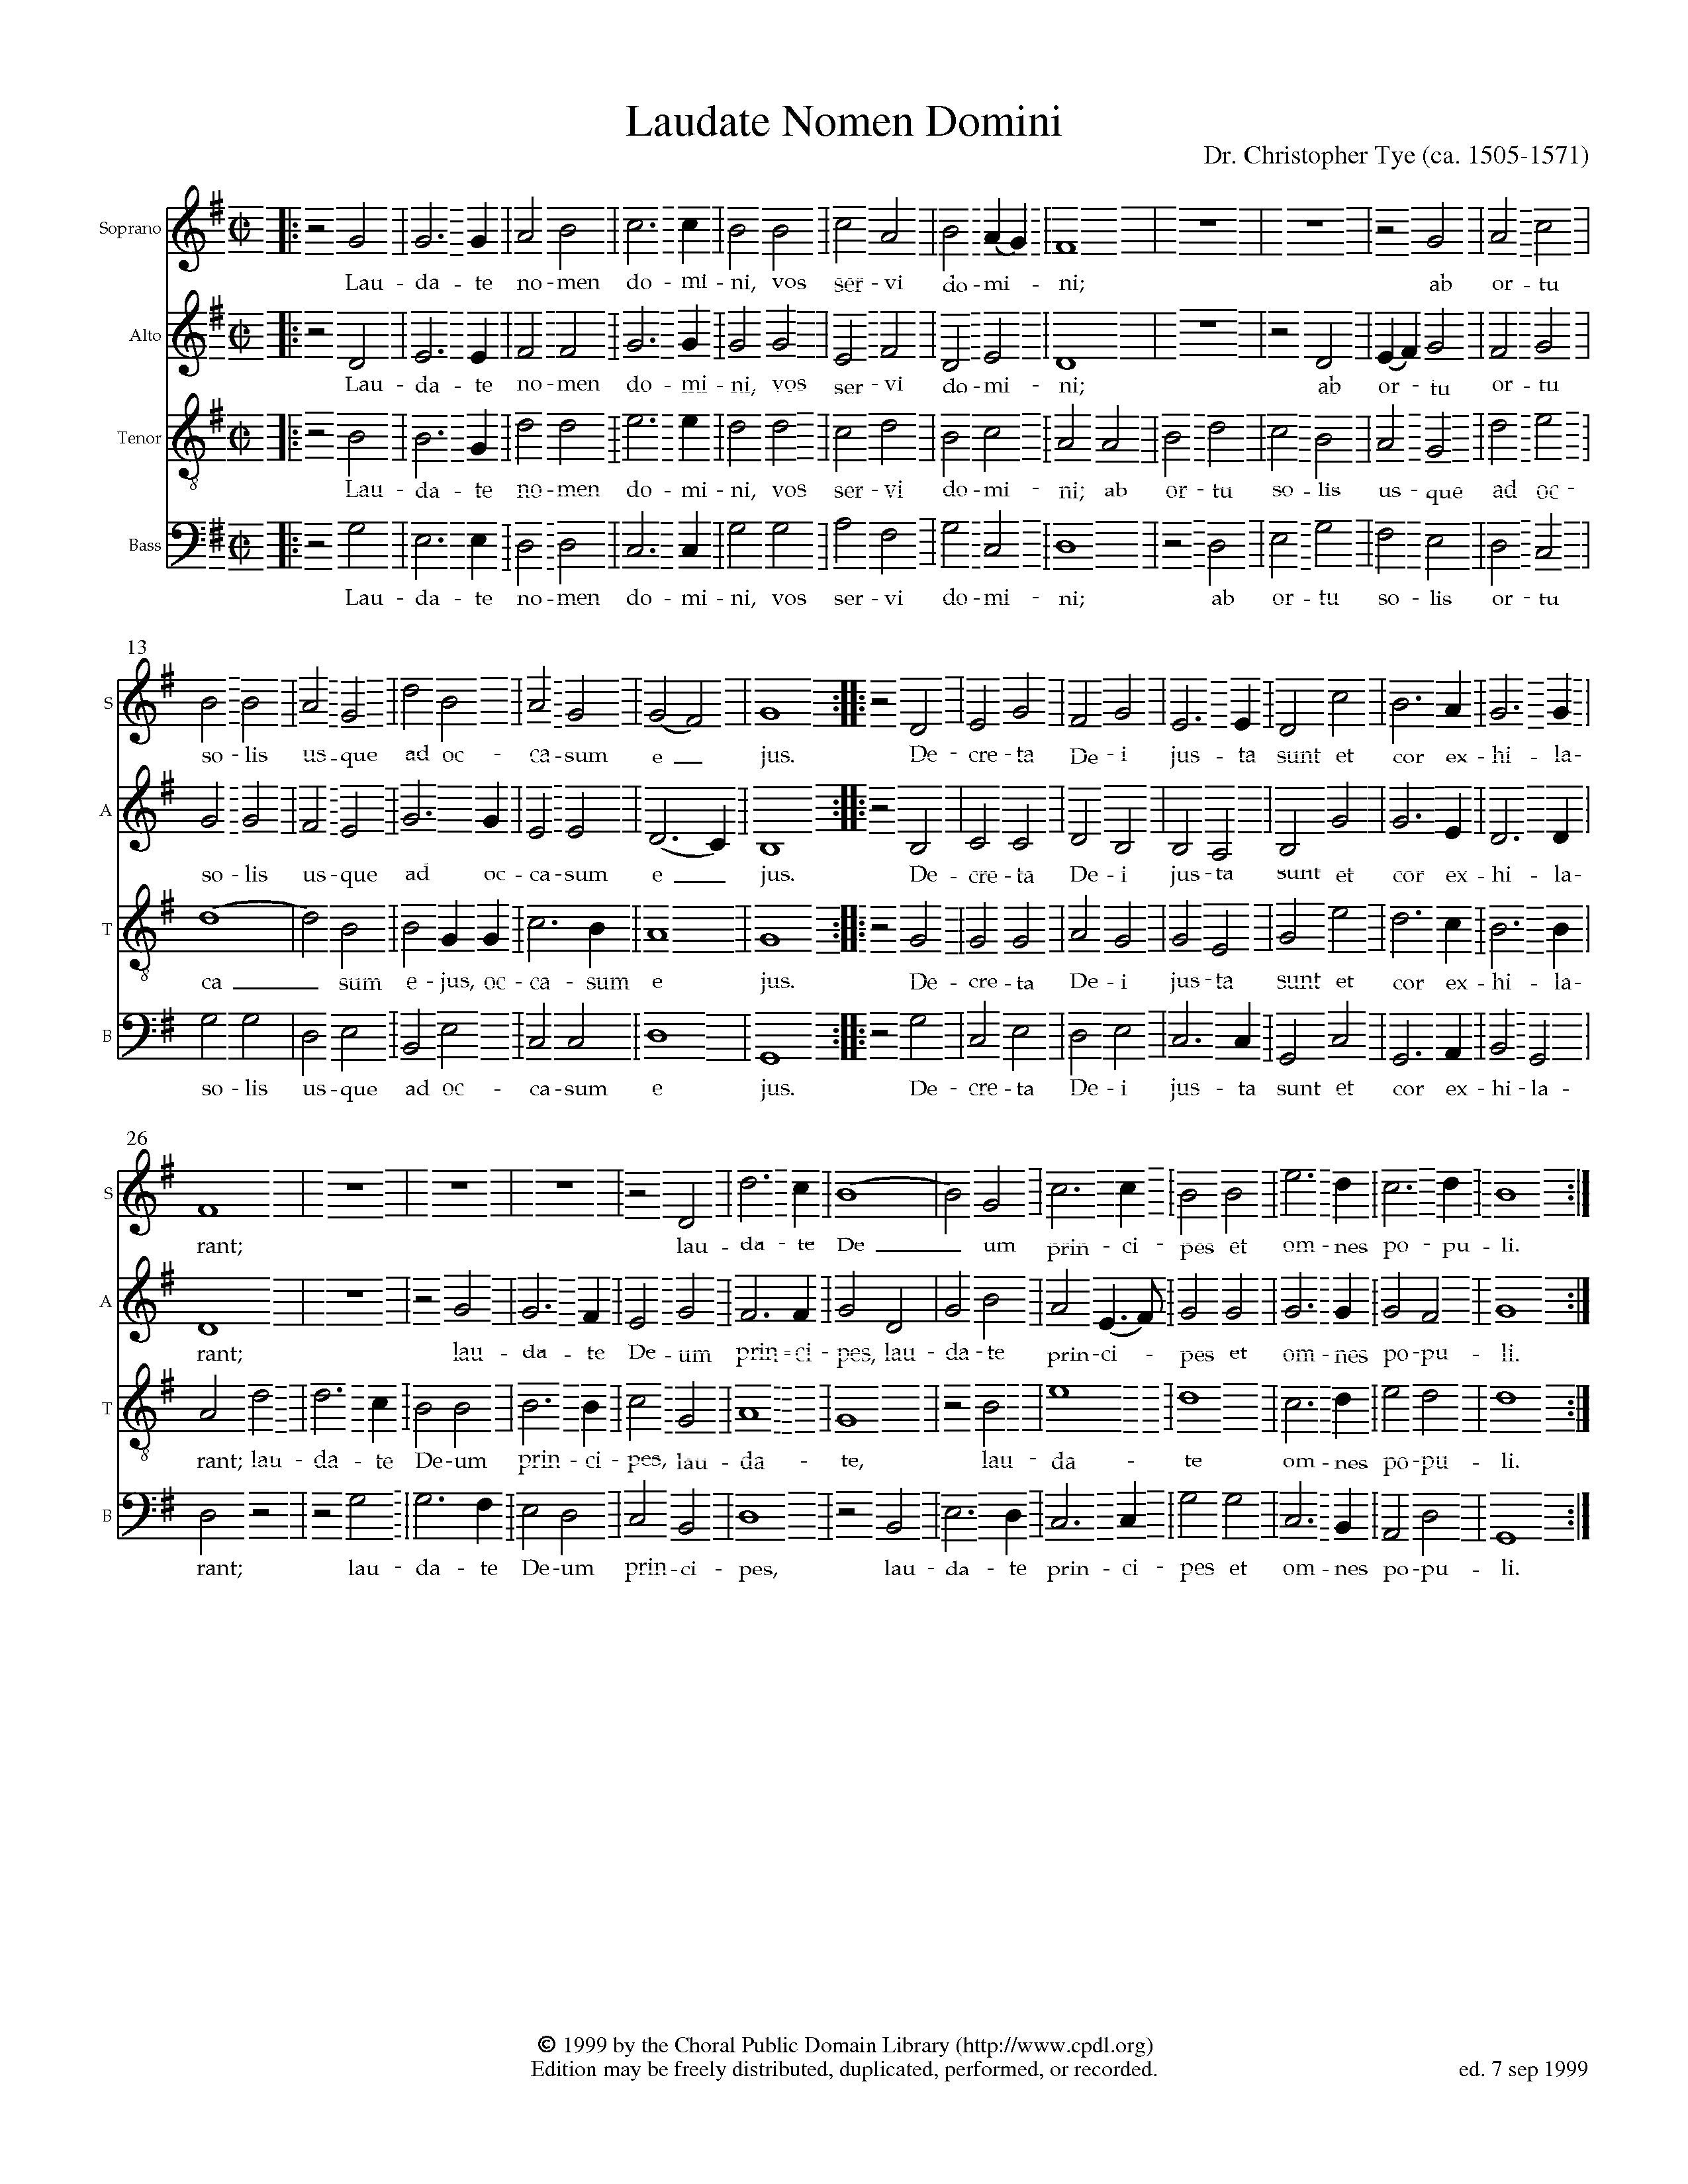 Laudate Nomen Domini
Dr. Christopher Tye (ca. 1505-1571)
Soprano
Lau - da - te no - men do - mi - ni, vos ser - vi do - mi - ni; ab or - tu
Alto
Lau - da - te no - men do - mi - ni, vos ser - vi do - mi - ni; ab or - tu or - tu
Tenor
8
Lau - da - te no - men do - mi - ni, vos ser - vi do - mi - ni; ab or - tu so - lis us - que ad oc -
Bass
Lau - da - te no - men do - mi - ni, vos ser - vi do - mi - ni; ab or - tu so - lis or - tu
13
S
so - lis us - que ad oc - ca - sum e jus. De - cre - ta De - i jus - ta sunt et cor ex - hi - la-
A
so - lis us - que ad oc - ca - sum e jus. De - cre - ta De - i jus - ta sunt et cor ex - hi - la-
T
8
ca sum e - jus, oc - ca - sum e jus. De - cre - ta De - i jus - ta sunt et cor ex - hi - la-
B
so - lis us - que ad oc - ca - sum e jus. De - cre - ta De - i jus - ta sunt et cor ex - hi - la -
26
S
rant; lau - da - te De um prin - ci - pes et om - nes po - pu - li.
A
rant; lau - da - te De - um prin - ci - pes, lau - da - te prin - ci - pes et om - nes po - pu - li.
T
8
rant; lau - da - te De - um prin - ci - pes, lau - da - te, lau - da - te om - nes po - pu - li.
B
rant; lau - da - te De - um prin - ci - pes, lau - da - te prin - ci - pes et om - nes po - pu - li.
© 1999 by the Choral Public Domain Library (http://www.cpdl.org)
Edition may be freely distributed, duplicated, performed, or recorded.
ed. 7 sep 1999